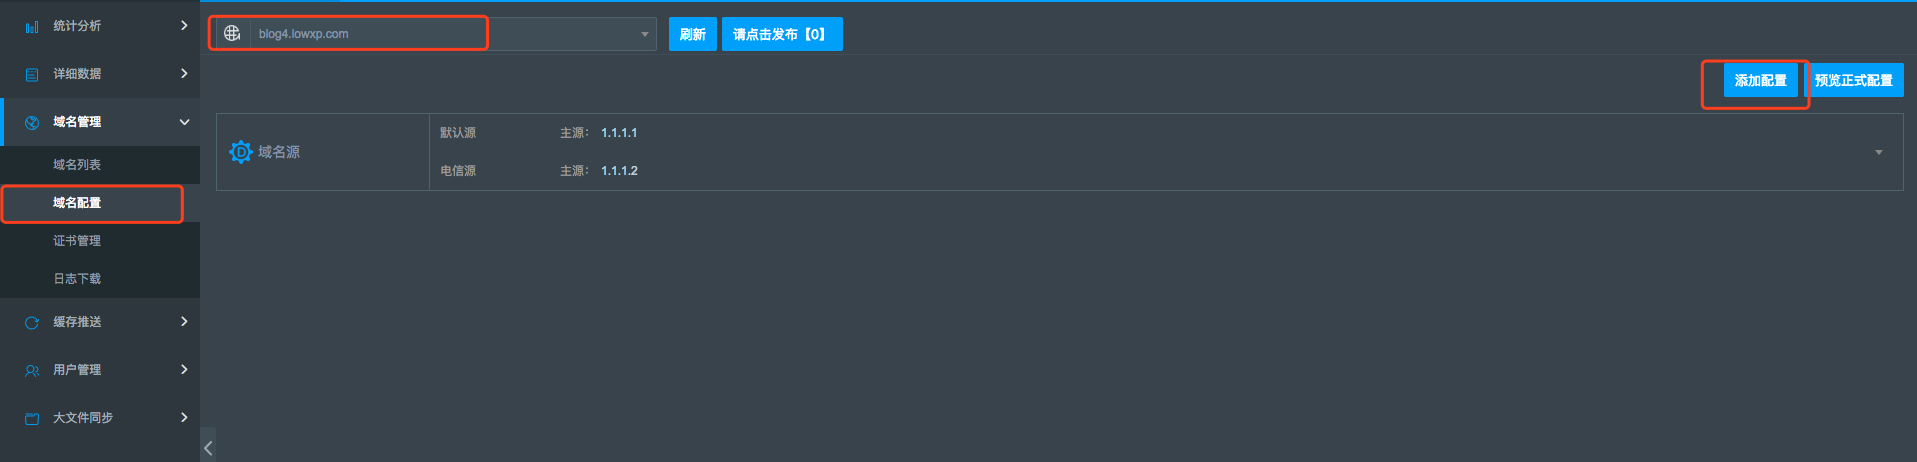 统计分析
详细数据
域名管理
域名列表
域名配置
证书管理
日志下载
缓存推送
用户管理
大文件同步
blog4.lowxp.com
刷新
请点击发布【0】
添加配置
预览正式配置
域名源
默认源 主源： 1.1.1.1
电信源 主源： 1.1.1.2